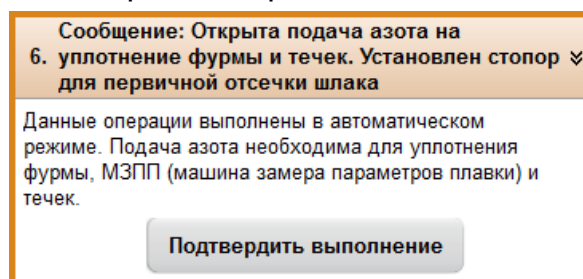 Сообщение: Открыта подача азота на
6. уплотнение фурмы и течек. Установлен стопор
для первичной отсечки шлака
Данные операции выполнены в автоматическом
режиме. Подача азота необходима для уплотнения
фурмы, МЗПП (машина замера параметров плавки) и
течек.
Подтвердить выполнение